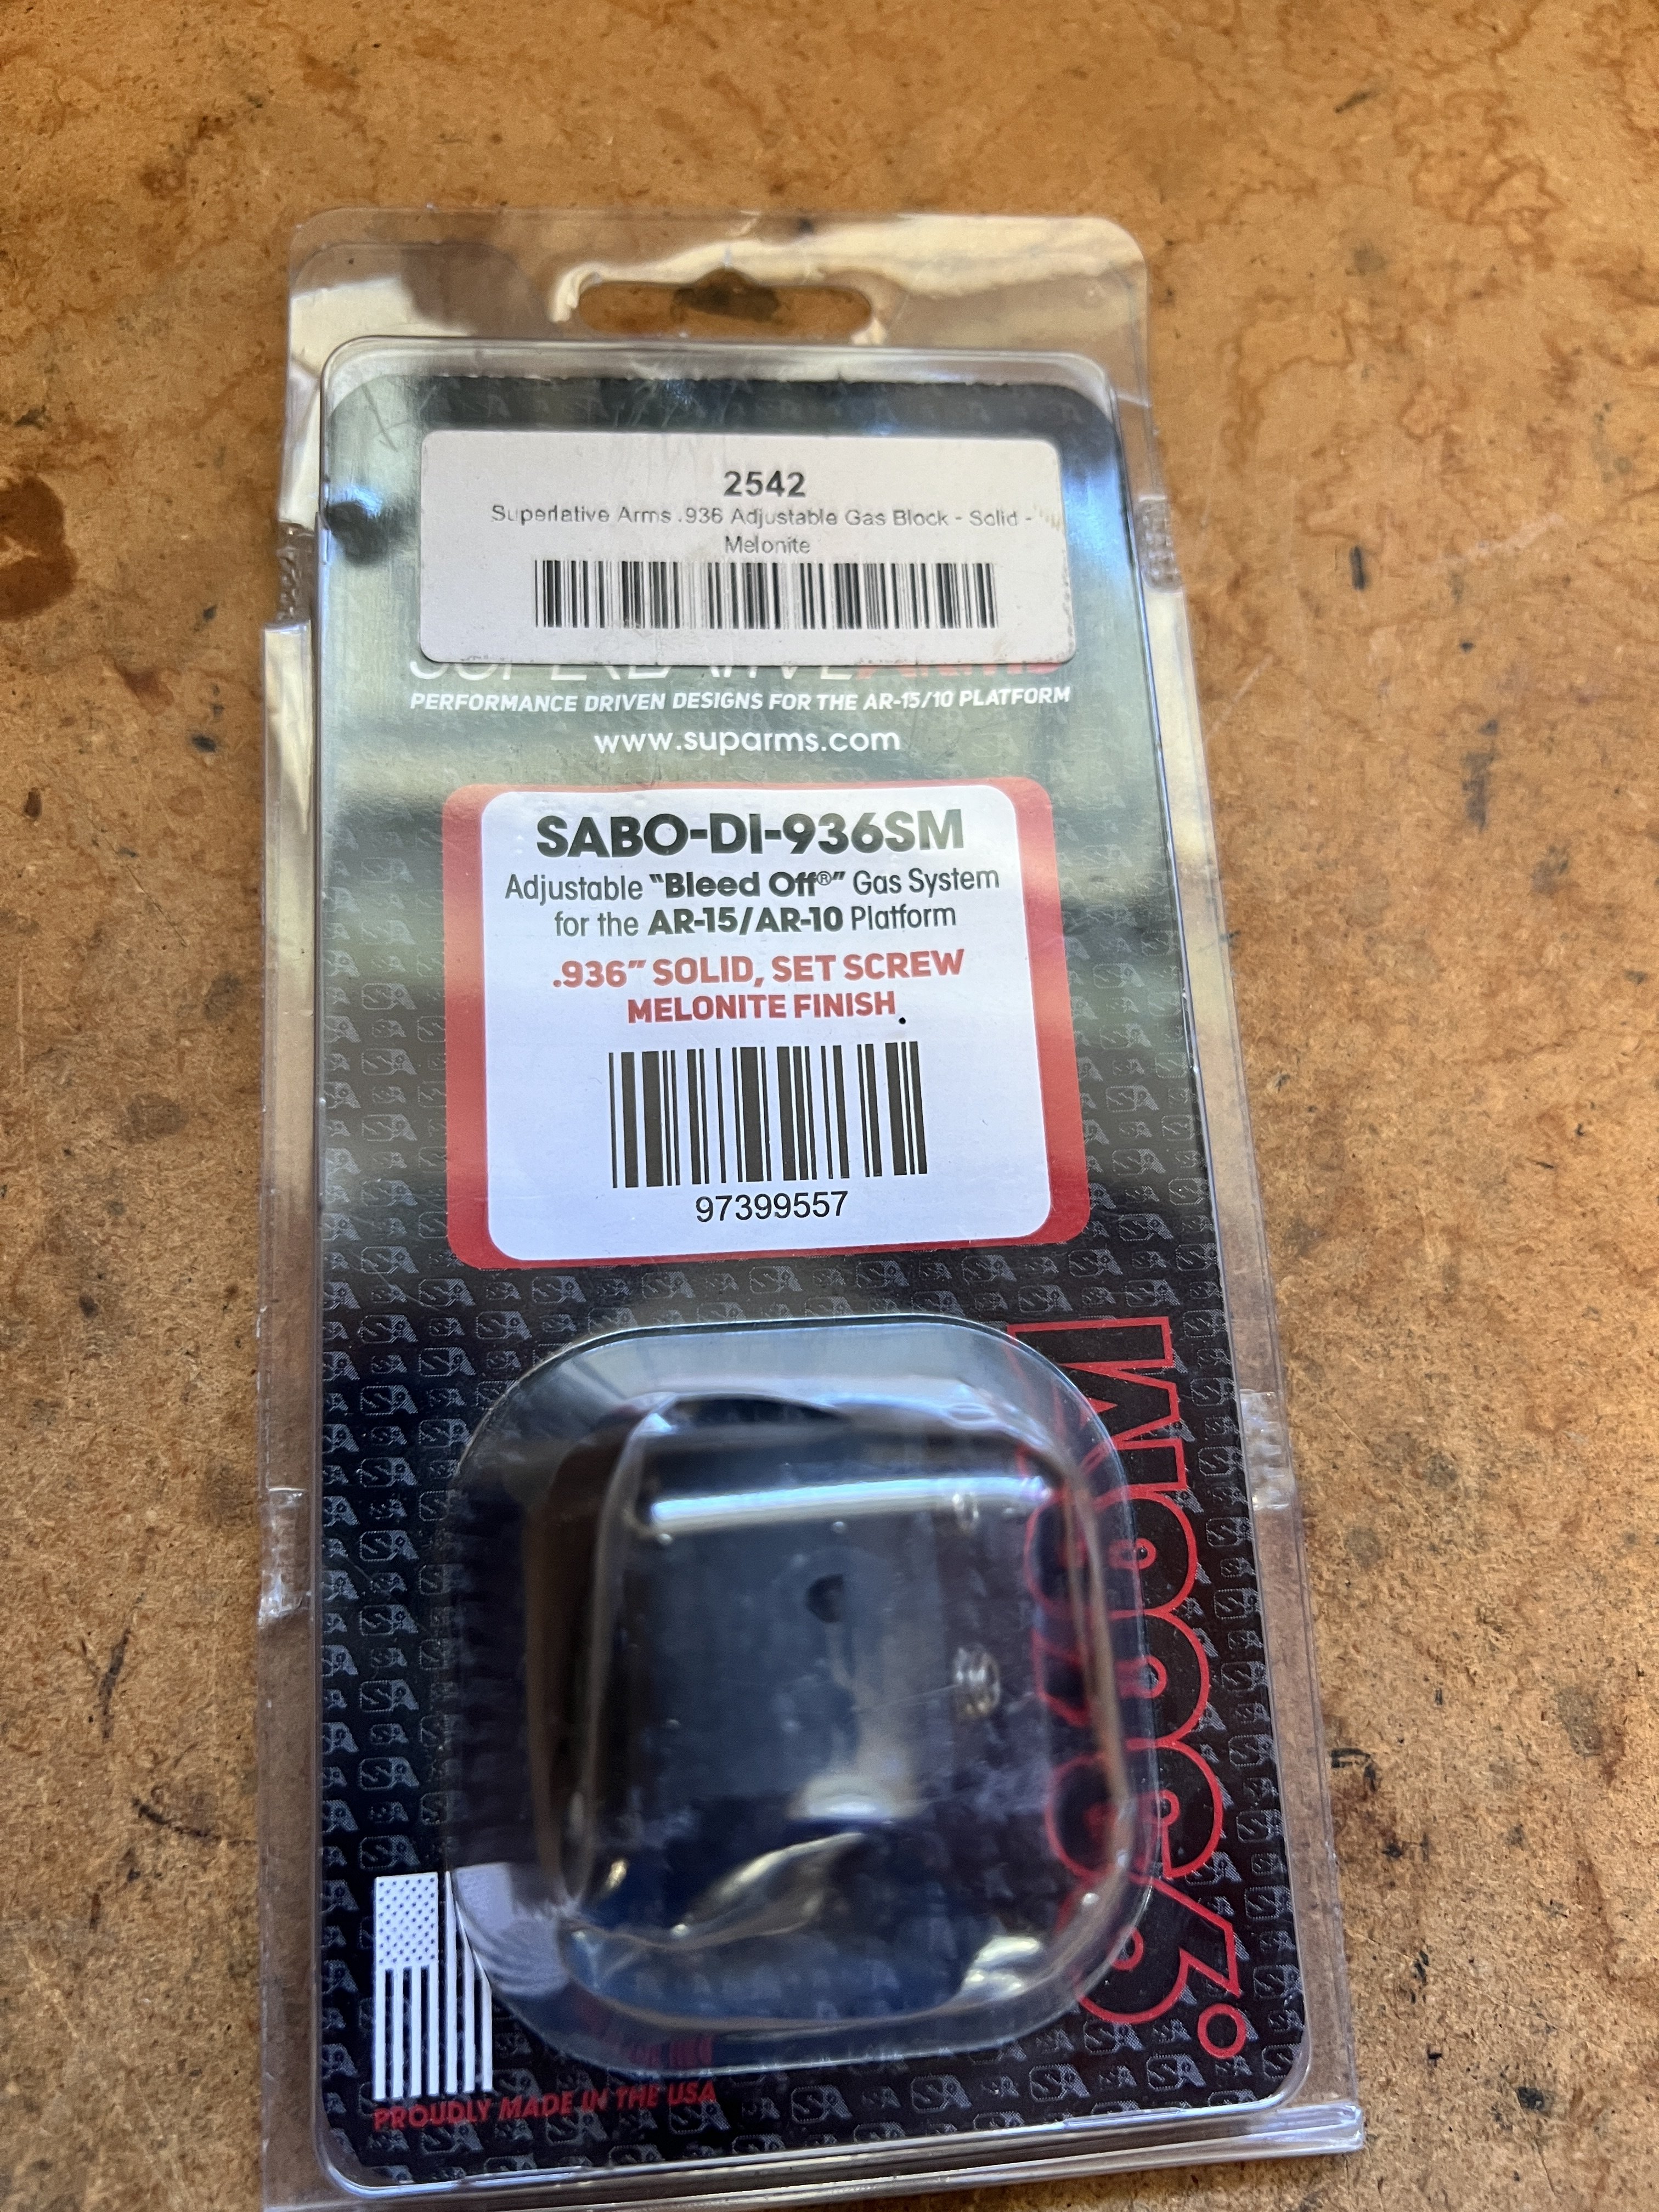 2542
Superlative Arms .936 Adjustable Gas Block - Solid -
Melonite
PERFORMANCE DRIVEN DESIGNS FOR THE AR-15/10 PLATFORM
www.suparms.com
SABO-DI-936SM
Adjustable "Bleed Off®" Gas System
for the AR-15/AR-10 Platform
.936" SOLID, SET SCREW
MELONITE FINISH
97399557
PROUDLY MADE IN THE USA
SA